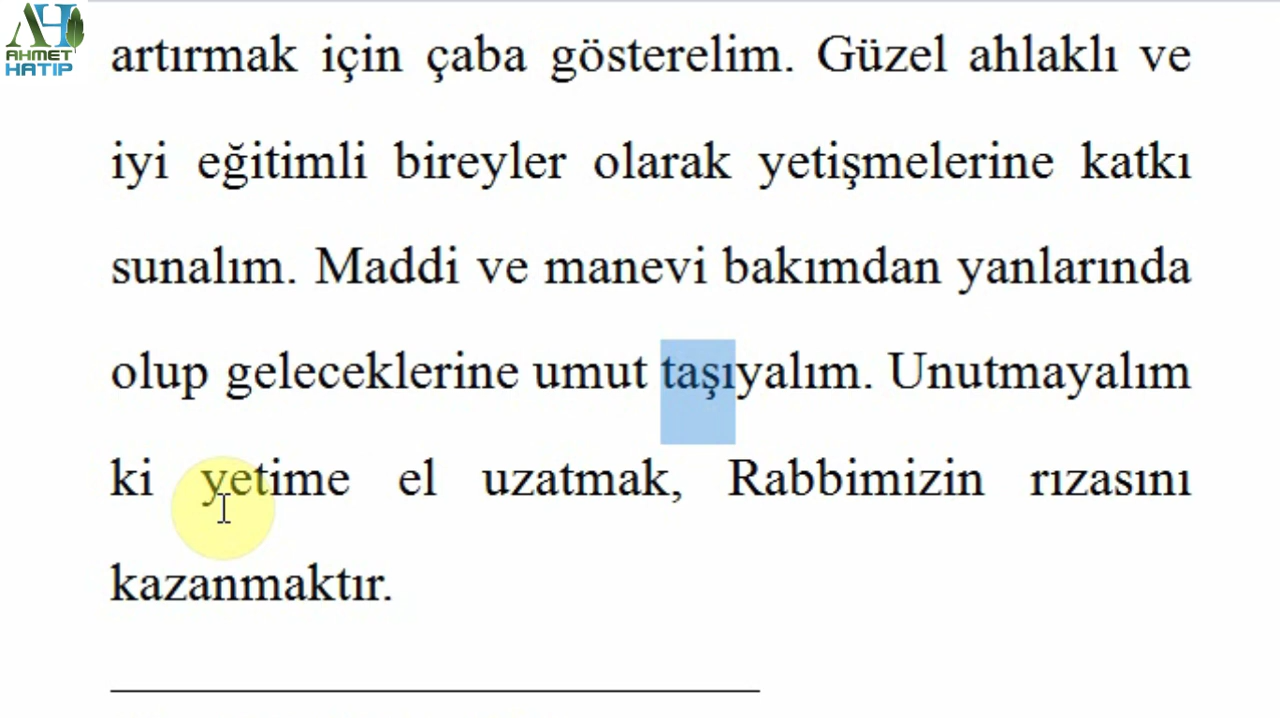 AHMET
HATIP
artırmak için çaba gösterelim. Güzel ahlaklı ve
iyi eğitimli bireyler olarak yetişmelerine katkı
sunalım. Maddi ve manevi bakımdan yanlarında
olup geleceklerine umut taşıyalım. Unutmayalım
ki yetime el uzatmak, Rabbimizin rızasını
kazanmaktır.